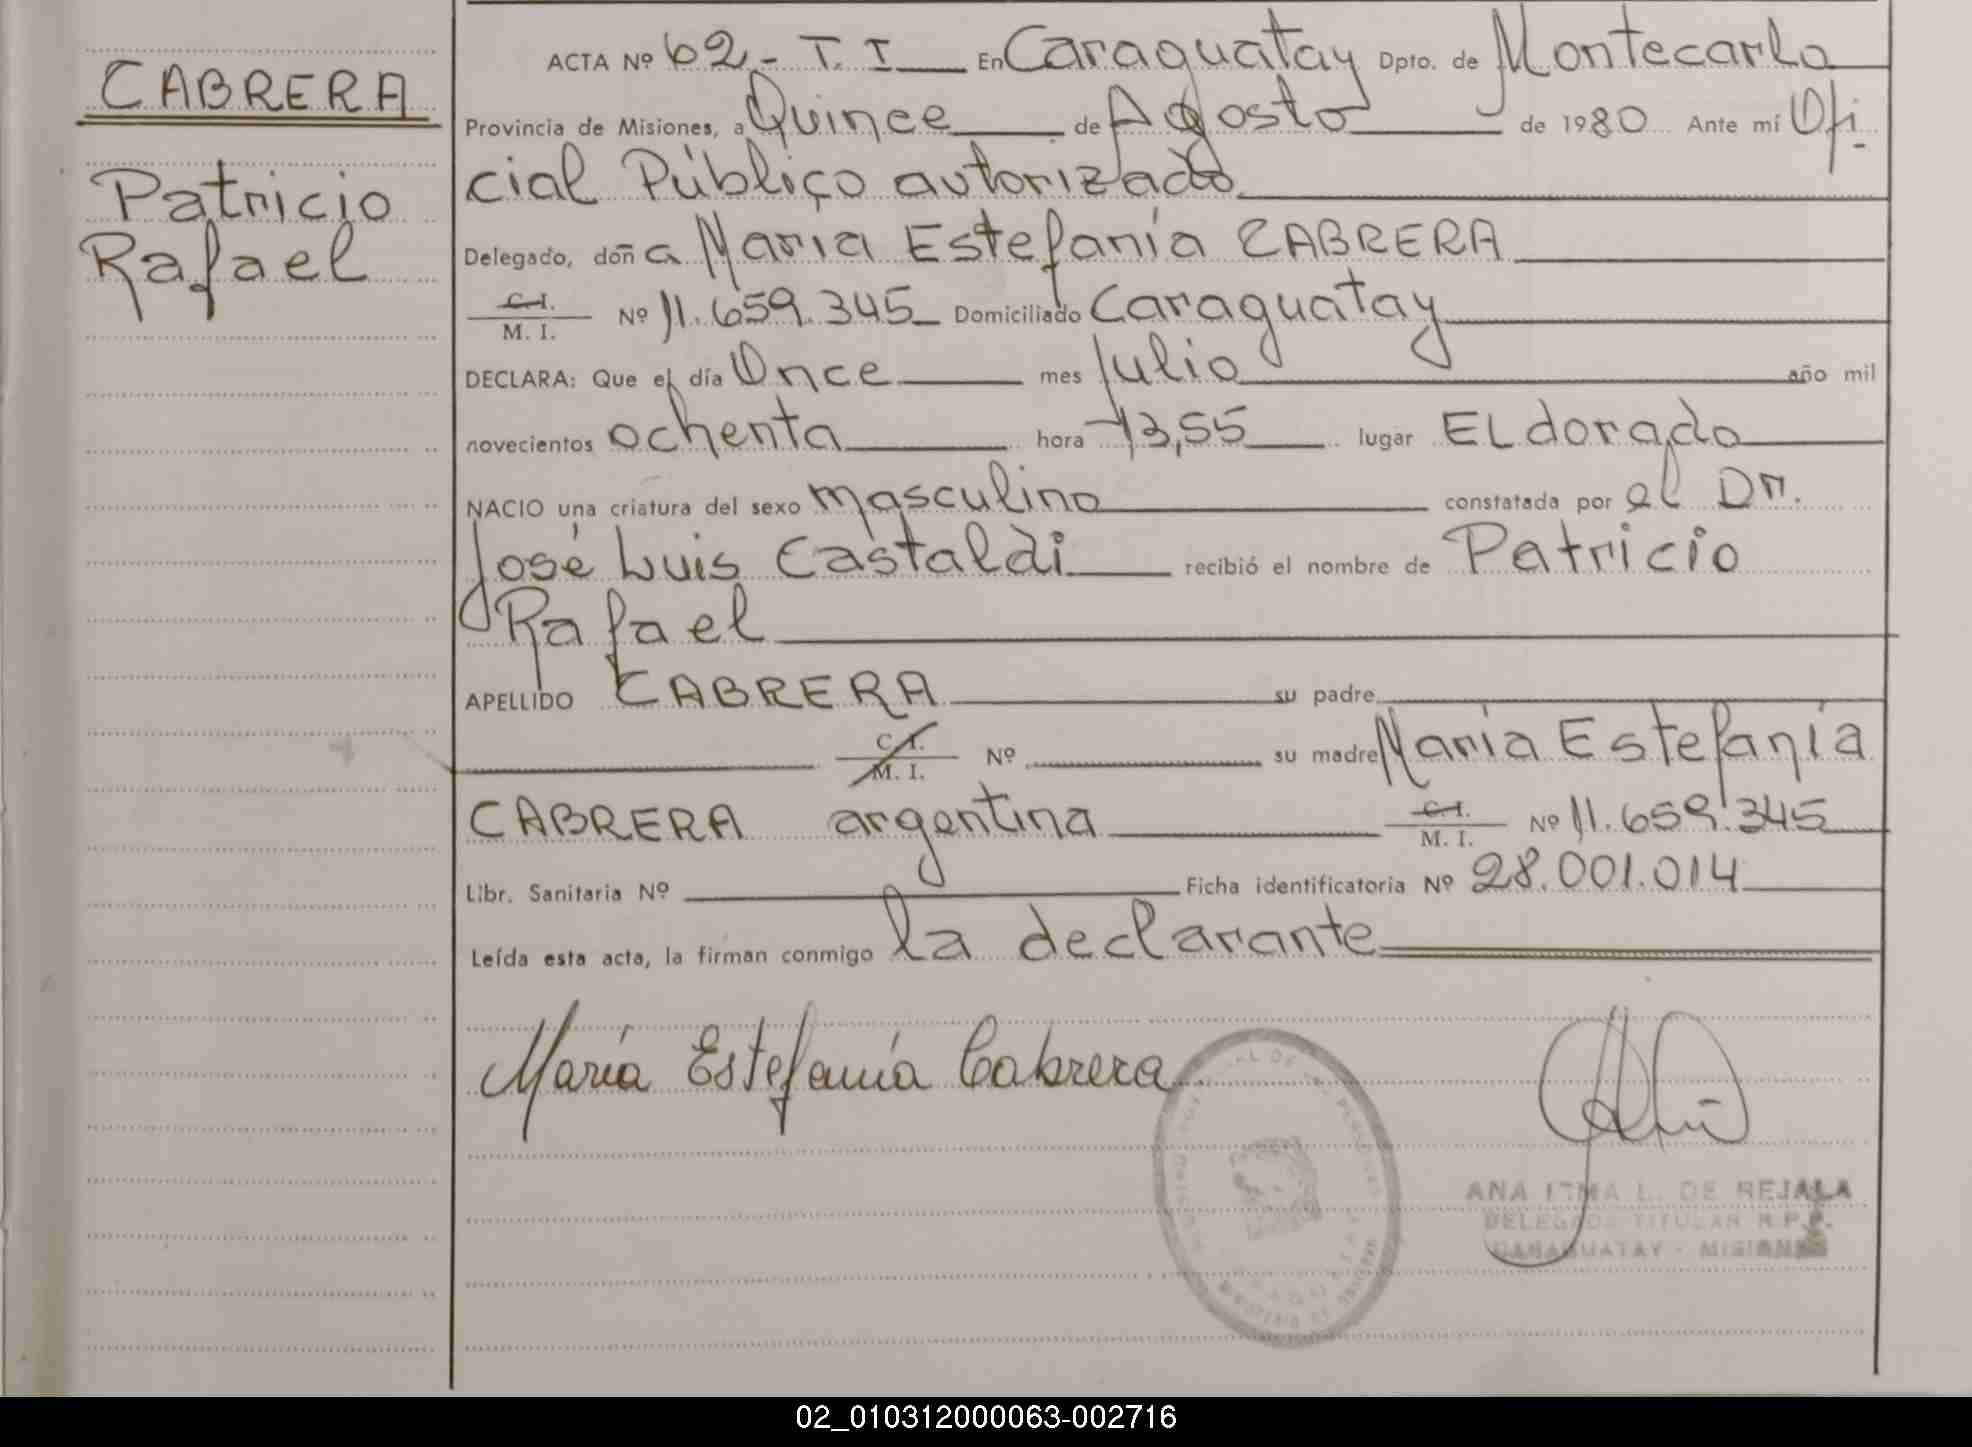 CABRERA
Patricio
Rafael
ACTA Nº 62 - T. I En Caraguatay Dpto. de Montecarlo
Provincia de Misiones, a Quince de Agosto de 1980 Ante mí Ofi
cial Público autorizado
Delegado, doña María Estefanía CABRERA
C.I.
M. I. Nº 11.659.345 Domiciliado Caraguatay
DECLARA: Que el día Once mes Julio año mil
novecientos ochenta hora 13,55 lugar ELdorado
NACIO una criatura del sexo masculino constatada por el Dr.
José Luis Castaldi recibió el nombre de Patricio
Rafael
APELLIDO CABRERA su padre
C. I.
M. I. Nº su madre María Estefanía
CABRERA argentina C.I.
M. I. Nº 11.659.345
Libr. Sanitaria Nº Ficha identificatoria Nº 28.001.014
Leída esta acta, la firman conmigo la declarante
María Estefanía Cabrera
ANA IRMA L. DE REJALA
DELEGADA TITULAR R.P.P.
CARAGUATAY - MISIONES
02_010312000063-002716